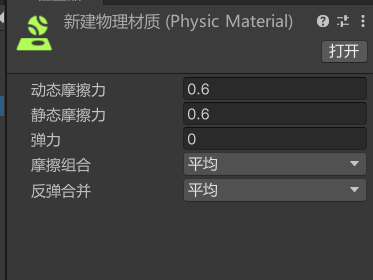 新建物理材质 (Physic Material)
打开
动态摩擦力 0.6
静态摩擦力 0.6
弹力 0
摩擦组合 平均
反弹合并 平均